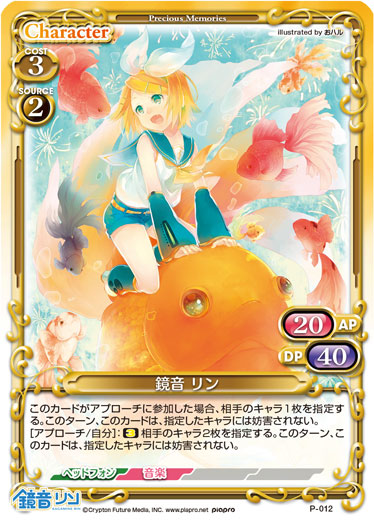 Precious Memories
Character
illustrated by おハル
COST
3
SOURCE
2
20 AP
DP 40
鏡音 リン
このカードがアプローチに参加した場合、相手のキャラ1枚を指定す
る。このターン、このカードは、指定したキャラには妨害されない。
[アプローチ/自分]:3 相手のキャラ2枚を指定する。このターン、こ
のカードは、指定したキャラには妨害されない。
ヘッドフォン 音楽
鏡音 リン
KAGAMINE RIN
©Crypton Future Media, INC. www.piapro.net piapro
P-012